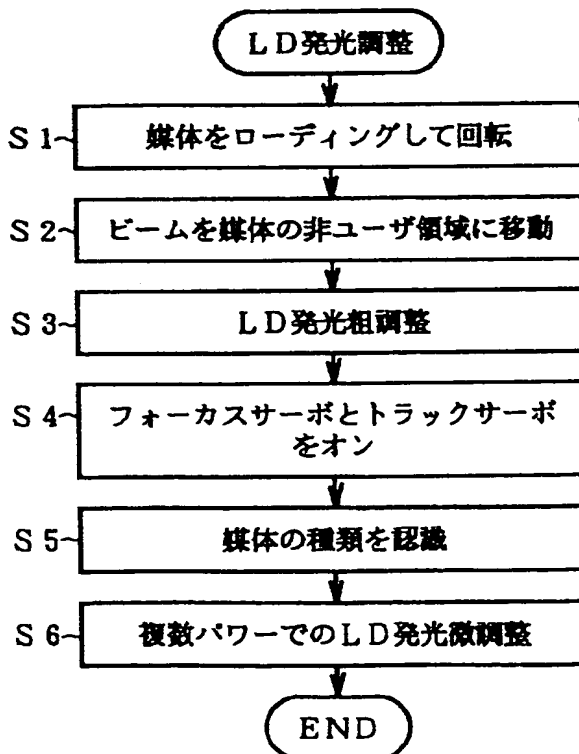 LD発光調整
S1~ 媒体をローディングして回転
S2~ ビームを媒体の非ユーザ領域に移動
S3~ LD発光粗調整
S4~ フォーカスサーボとトラックサーボ
をオン
S5~ 媒体の種類を認識
S6~ 複数パワーでのLD発光微調整
END